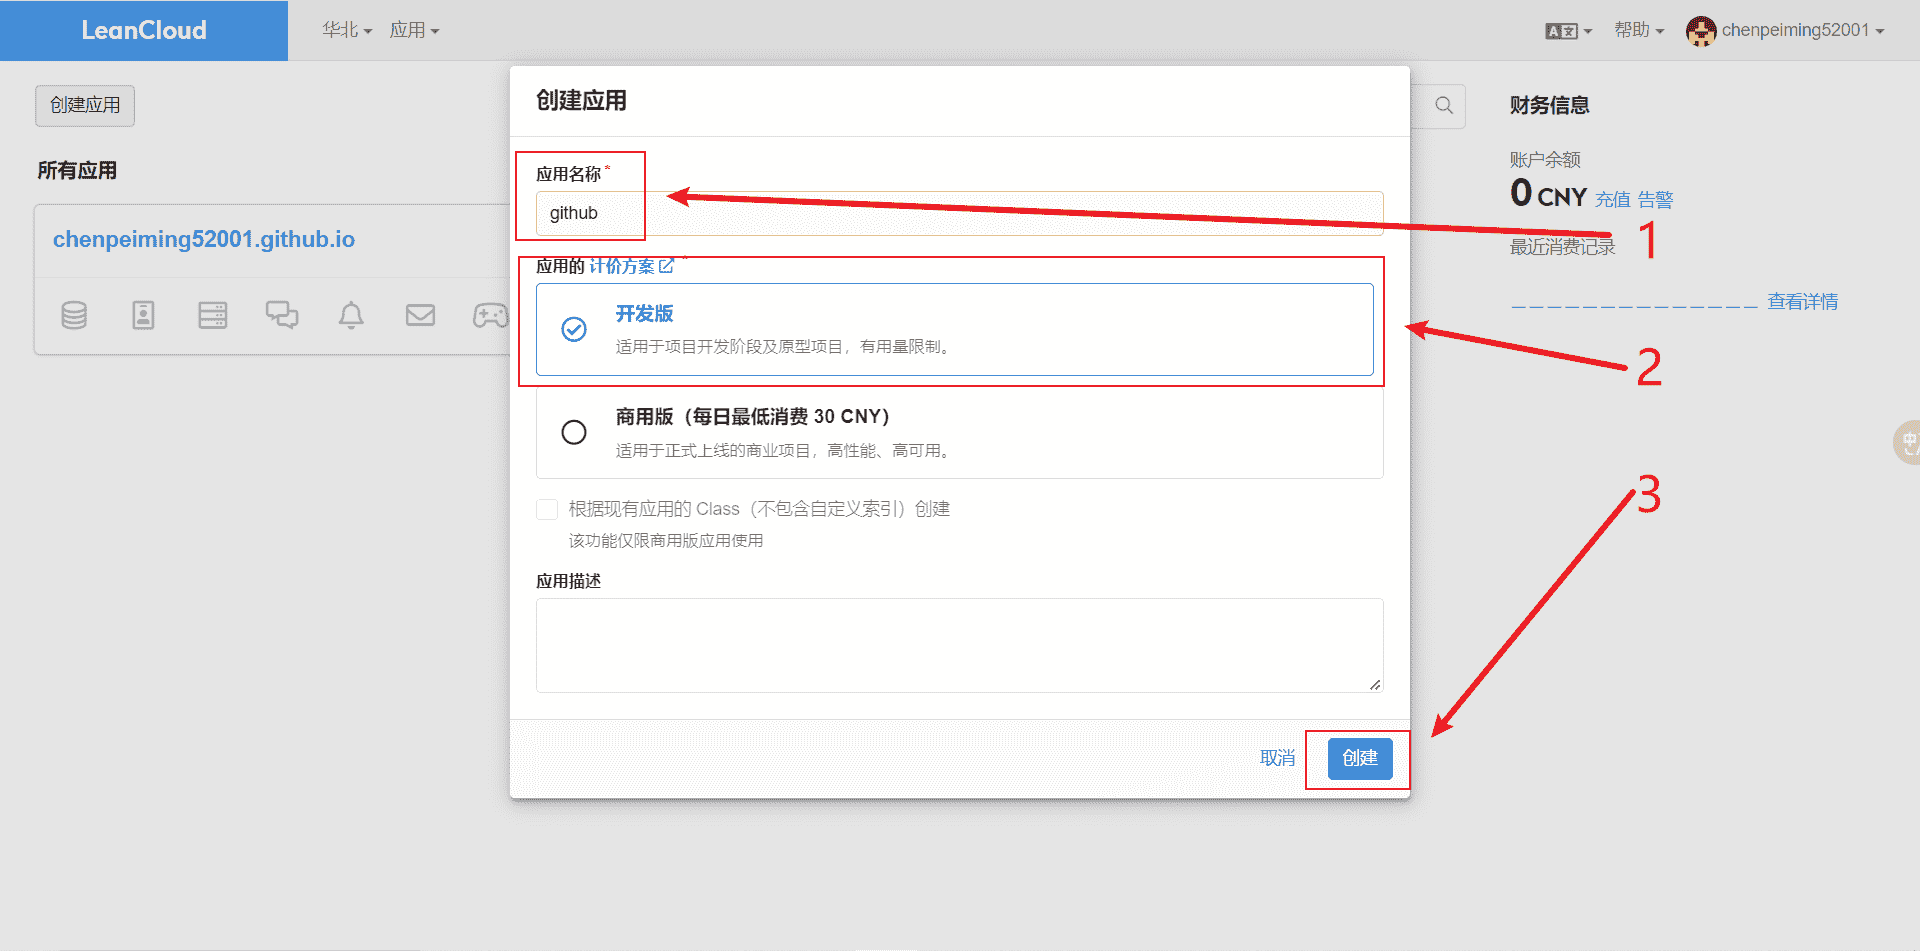 LeanCloud
华北
应用
帮助
chenpeiming52001
创建应用
所有应用
chenpeiming52001.github.io
创建应用
应用名称*
github
应用的 计价方案 *
开发版
适用于项目开发阶段及原型项目，有用量限制。
商用版（每日最低消费 30 CNY）
适用于正式上线的商业项目，高性能、高可用。
根据现有应用的 Class（不包含自定义索引）创建
该功能仅限商用版应用使用
应用描述
取消
创建
财务信息
账户余额
0 CNY 充值 告警
最近消费记录
查看详情
1
2
3